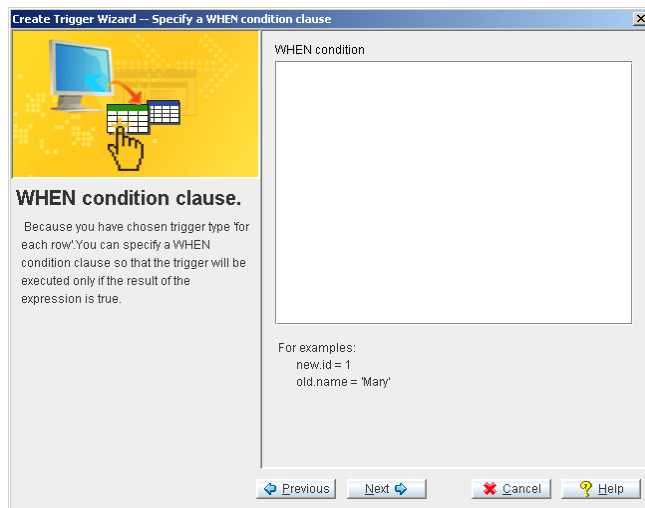 Create Trigger Wizard -- Specify a WHEN condition clause
WHEN condition
WHEN condition clause.
Because you have chosen trigger type 'for
each row'.You can specify a WHEN
condition clause so that the trigger will be
executed only if the result of the
expression is true.
For examples:
new.id = 1
old.name = 'Mary'
Previous
Next
Cancel
Help